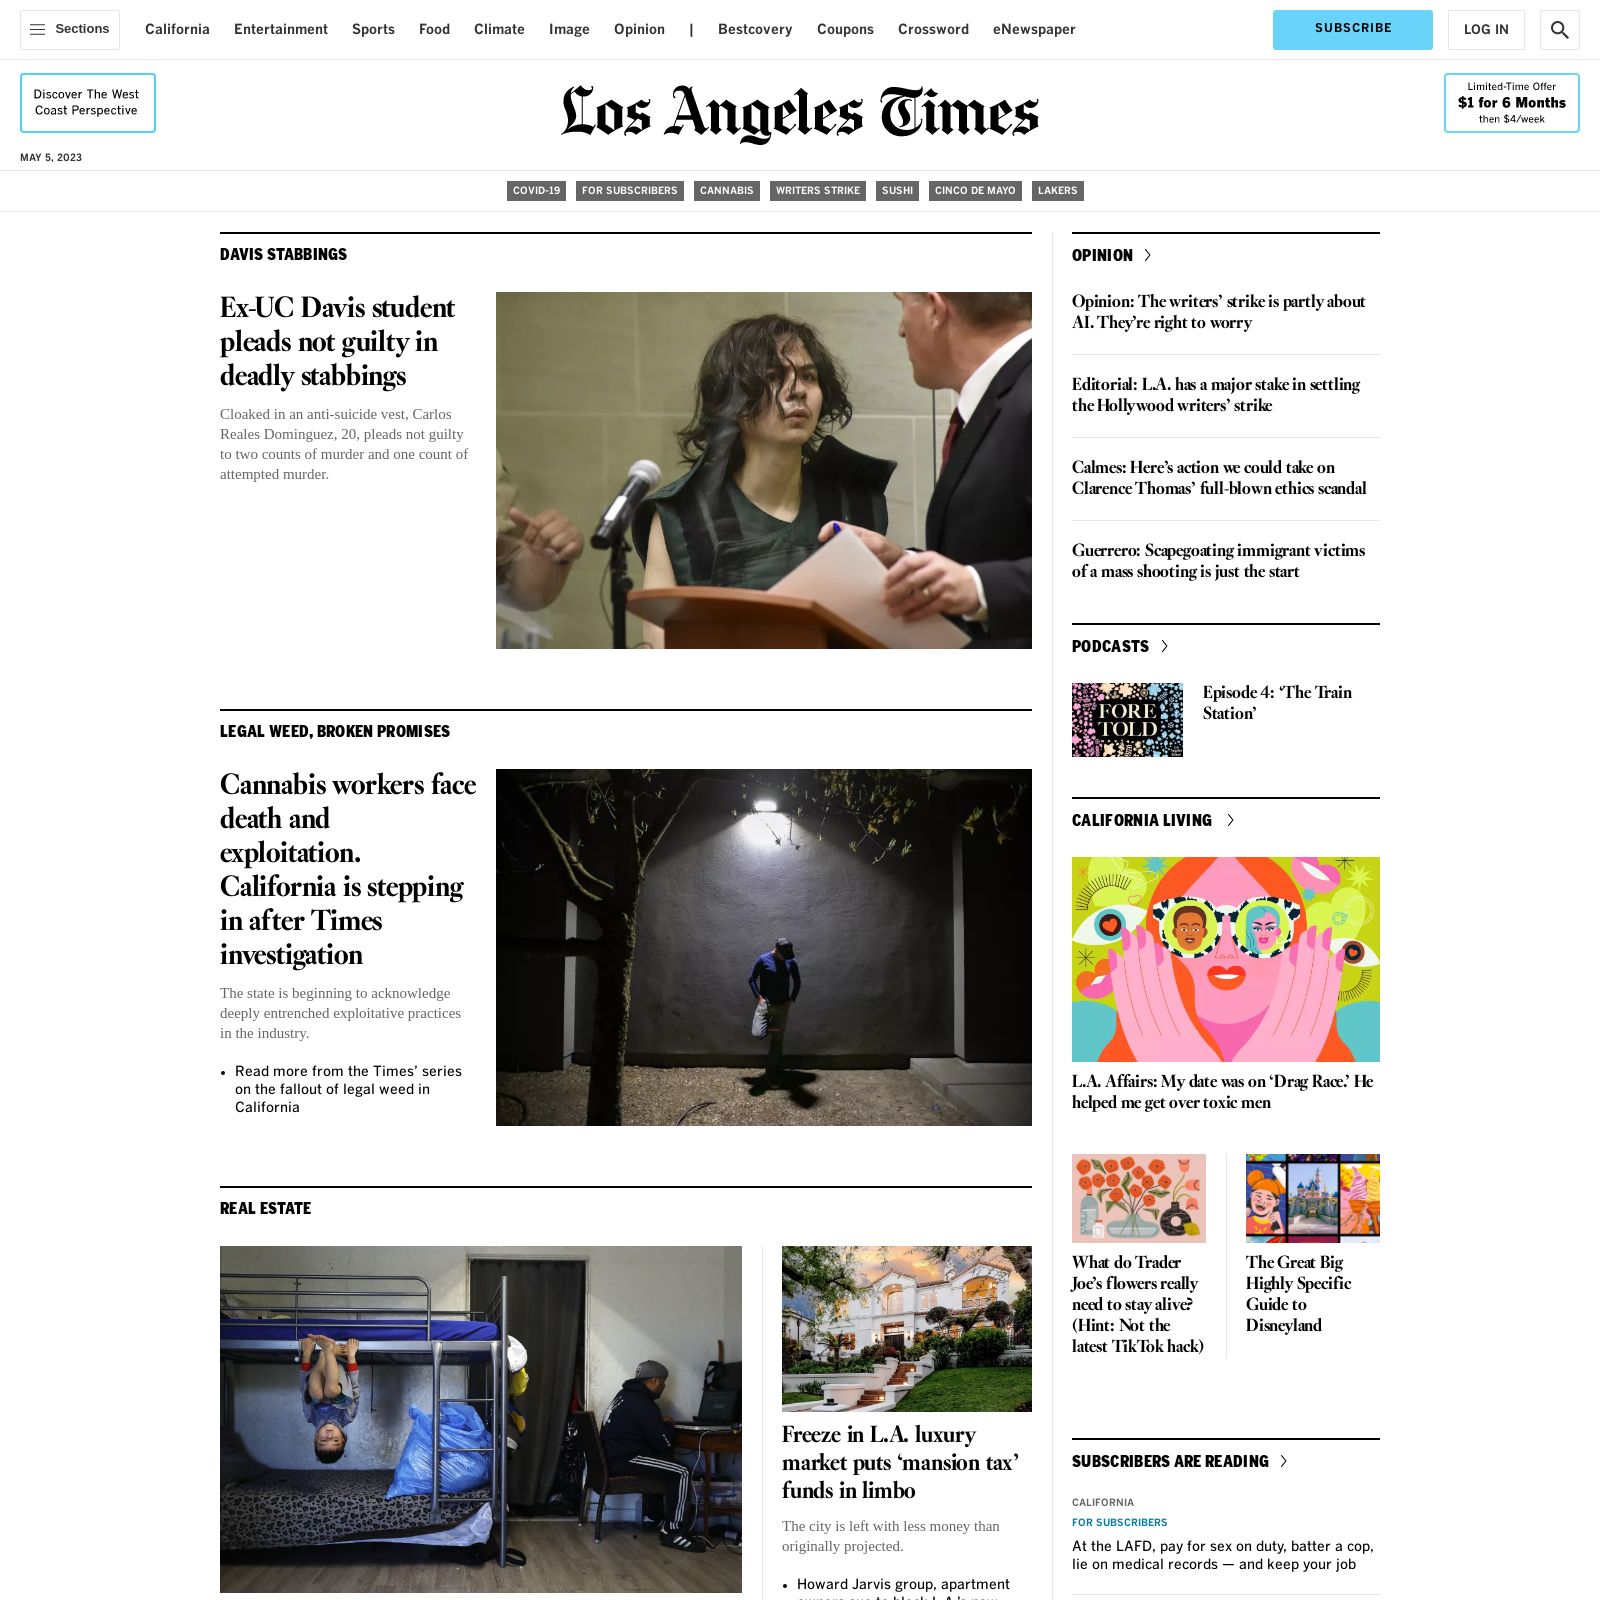 Sections
California
Entertainment
Sports
Food
Climate
Image
Opinion
|
Bestcovery
Coupons
Crossword
eNewspaper
SUBSCRIBE
LOG IN
Discover The West
Coast Perspective
Los Angeles Times
Limited-Time Offer
$1 for 6 Months
then $4/week
MAY 5, 2023
COVID-19
FOR SUBSCRIBERS
CANNABIS
WRITERS STRIKE
SUSHI
CINCO DE MAYO
LAKERS
DAVIS STABBINGS
Ex-UC Davis student
pleads not guilty in
deadly stabbings
Cloaked in an anti-suicide vest, Carlos
Reales Dominguez, 20, pleads not guilty
to two counts of murder and one count of
attempted murder.
LEGAL WEED, BROKEN PROMISES
Cannabis workers face
death and
exploitation.
California is stepping
in after Times
investigation
The state is beginning to acknowledge
deeply entrenched exploitative practices
in the industry.
• Read more from the Times’ series
on the fallout of legal weed in
California
REAL ESTATE
Freeze in L.A. luxury
market puts ‘mansion tax’
funds in limbo
The city is left with less money than
originally projected.
• Howard Jarvis group, apartment
OPINION
Opinion: The writers’ strike is partly about
AI. They’re right to worry
Editorial: L.A. has a major stake in settling
the Hollywood writers’ strike
Calmes: Here’s action we could take on
Clarence Thomas’ full-blown ethics scandal
Guerrero: Scapegoating immigrant victims
of a mass shooting is just the start
PODCASTS
FORE
TOLD
Episode 4: ‘The Train
Station’
CALIFORNIA LIVING
L.A. Affairs: My date was on ‘Drag Race.’ He
helped me get over toxic men
What do Trader
Joe’s flowers really
need to stay alive?
(Hint: Not the
latest TikTok hack)
The Great Big
Highly Specific
Guide to
Disneyland
SUBSCRIBERS ARE READING
CALIFORNIA
FOR SUBSCRIBERS
At the LAFD, pay for sex on duty, batter a cop,
lie on medical records — and keep your job